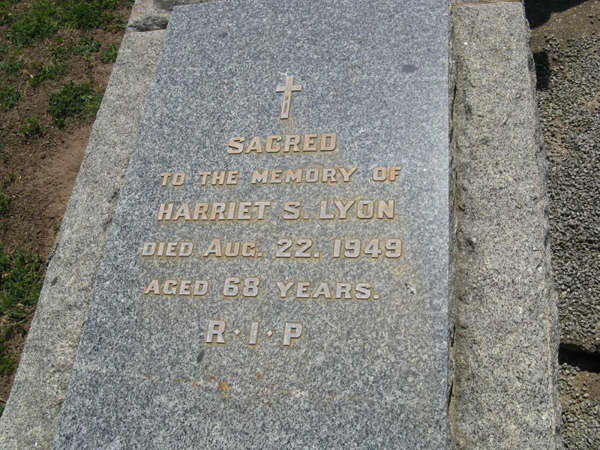 SACRED
TO THE MEMORY OF
HARRIET S. LYON
DIED AUG. 22. 1949
AGED 68 YEARS.
R·I·P